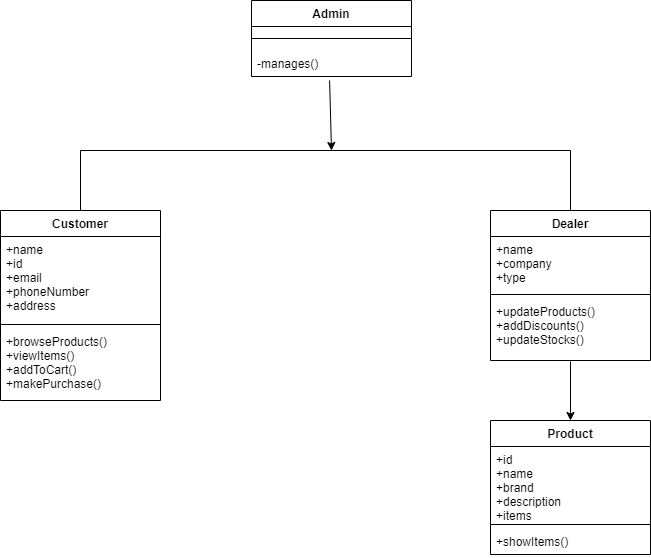 Admin
-manages()
Customer
+name
+id
+email
+phoneNumber
+address
+browseProducts()
+viewItems()
+addToCart()
+makePurchase()
Dealer
+name
+company
+type
+updateProducts()
+addDiscounts()
+updateStocks()
Product
+id
+name
+brand
+description
+items
+showItems()